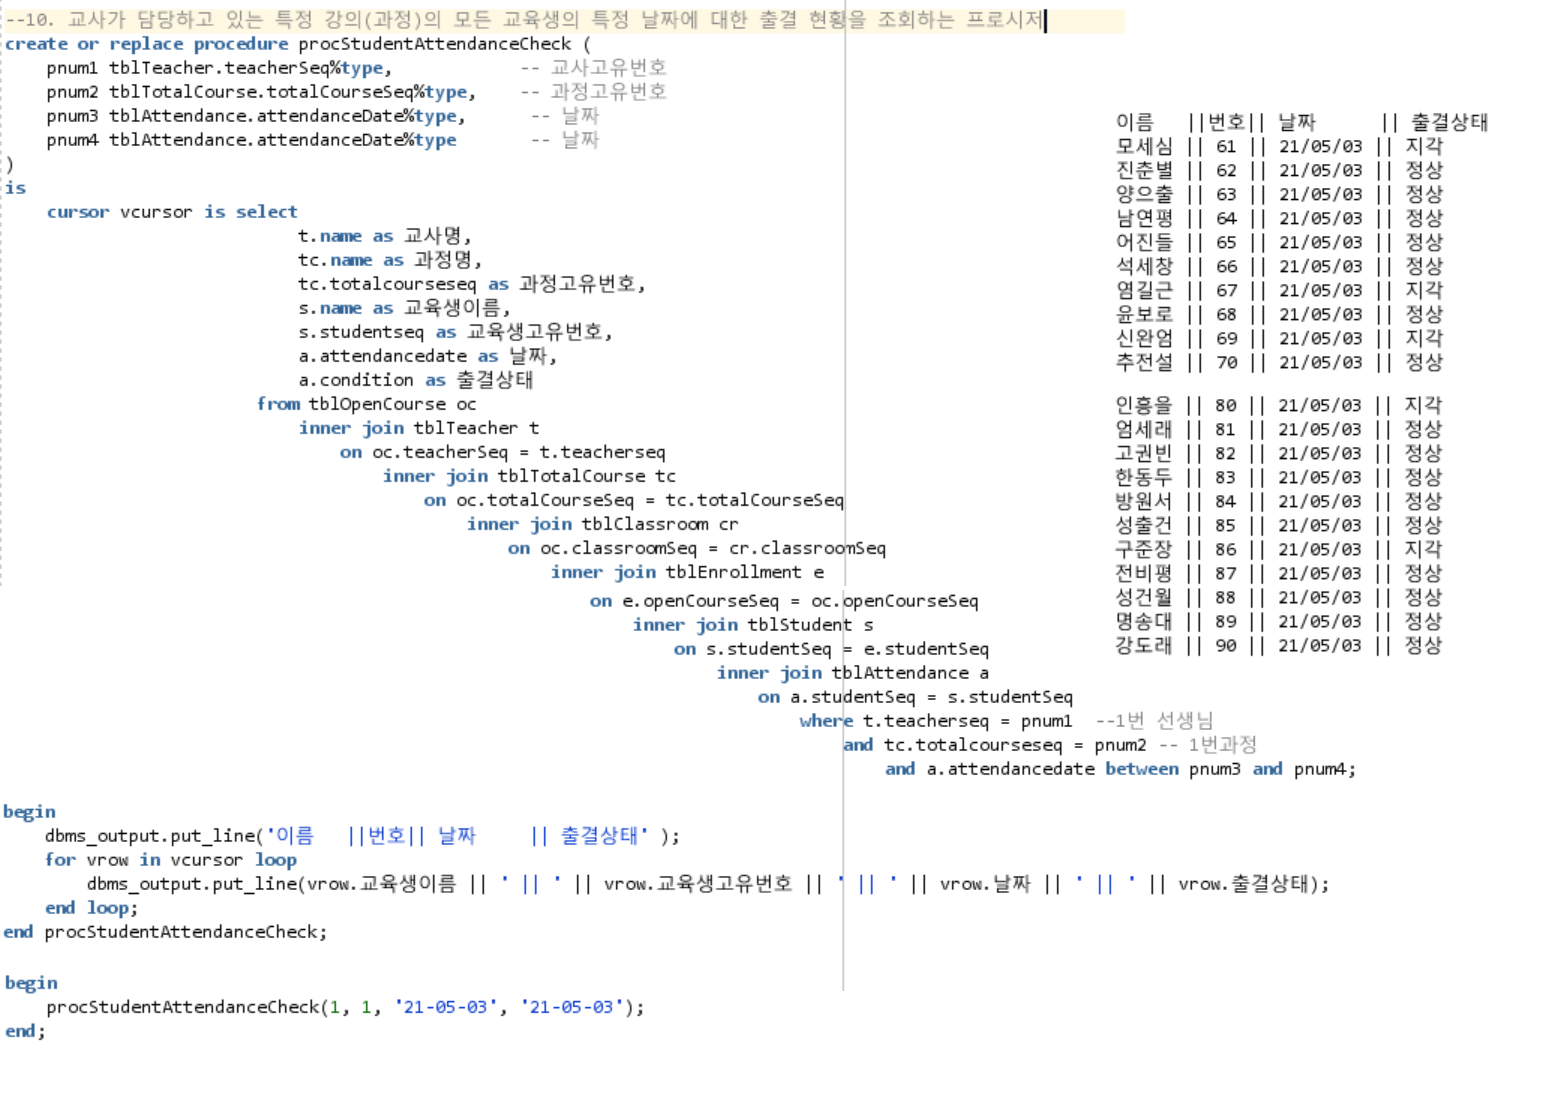 --10. 교사가 담당하고 있는 특정 강의(과정)의 모든 교육생의 특정 날짜에 대한 출결 현황을 조회하는 프로시저
create or replace procedure procStudentAttendanceCheck (
pnum1 tblTeacher.teacherSeq%type, -- 교사고유번호
pnum2 tblTotalCourse.totalCourseSeq%type, -- 과정고유번호
pnum3 tblAttendance.attendanceDate%type, -- 날짜
pnum4 tblAttendance.attendanceDate%type -- 날짜
)
is
cursor vcursor is select
t.name as 교사명,
tc.name as 과정명,
tc.totalcourseseq as 과정고유번호,
s.name as 교육생이름,
s.studentseq as 교육생고유번호,
a.attendancedate as 날짜,
a.condition as 출결상태
from tblOpenCourse oc
inner join tblTeacher t
on oc.teacherSeq = t.teacherseq
inner join tblTotalCourse tc
on oc.totalCourseSeq = tc.totalCourseSeq
inner join tblClassroom cr
on oc.classroomSeq = cr.classroomSeq
inner join tblEnrollment e
on e.openCourseSeq = oc.openCourseSeq
inner join tblStudent s
on s.studentSeq = e.studentSeq
inner join tblAttendance a
on a.studentSeq = s.studentSeq
where t.teacherseq = pnum1 --1번 선생님
and tc.totalcourseseq = pnum2 -- 1번과정
and a.attendancedate between pnum3 and pnum4;
begin
dbms_output.put_line('이름 ||번호|| 날짜 || 출결상태' );
for vrow in vcursor loop
dbms_output.put_line(vrow.교육생이름 || ' || ' || vrow.교육생고유번호 || ' || ' || vrow.날짜 || ' || ' || vrow.출결상태);
end loop;
end procStudentAttendanceCheck;
begin
procStudentAttendanceCheck(1, 1, '21-05-03', '21-05-03');
end;
이름 ||번호|| 날짜 || 출결상태
모세심 || 61 || 21/05/03 || 지각
진춘별 || 62 || 21/05/03 || 정상
양으출 || 63 || 21/05/03 || 정상
남연평 || 64 || 21/05/03 || 정상
어진들 || 65 || 21/05/03 || 정상
석세창 || 66 || 21/05/03 || 정상
염길근 || 67 || 21/05/03 || 지각
윤보로 || 68 || 21/05/03 || 정상
신완엄 || 69 || 21/05/03 || 지각
추전설 || 70 || 21/05/03 || 정상
인흥을 || 80 || 21/05/03 || 지각
엄세래 || 81 || 21/05/03 || 정상
고권빈 || 82 || 21/05/03 || 정상
한동두 || 83 || 21/05/03 || 정상
방원서 || 84 || 21/05/03 || 정상
성출건 || 85 || 21/05/03 || 정상
구준장 || 86 || 21/05/03 || 지각
전비평 || 87 || 21/05/03 || 정상
성건월 || 88 || 21/05/03 || 정상
명송대 || 89 || 21/05/03 || 정상
강도래 || 90 || 21/05/03 || 정상